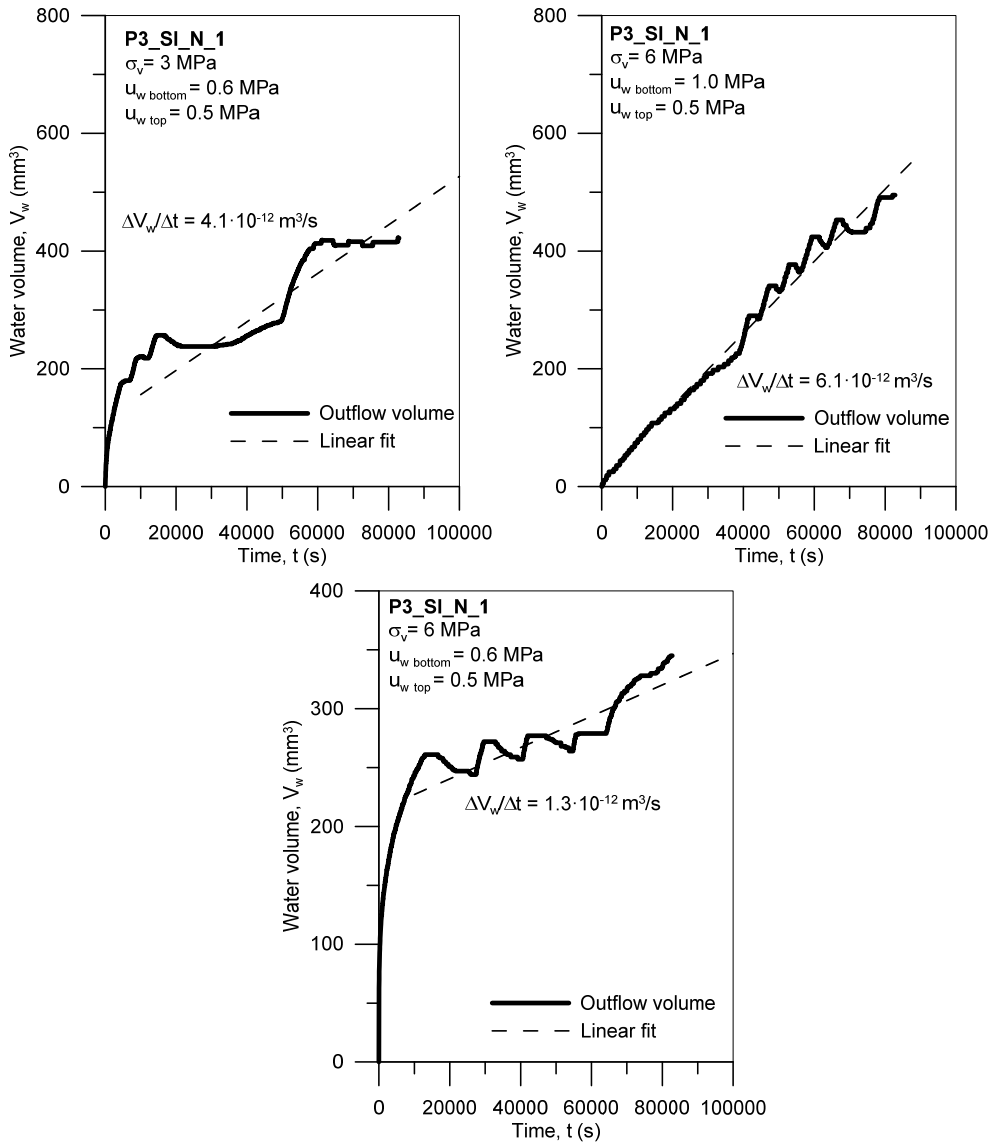 P3_SI_N_1
σv= 3 MPa
uw bottom = 0.6 MPa
uw top = 0.5 MPa
ΔVw/Δt = 4.1·10-12 m3/s
Outflow volume
Linear fit
Water volume, Vw (mm3)
800
600
400
200
0
0 20000 40000 60000 80000 100000
Time, t (s)
P3_SI_N_1
σv= 6 MPa
uw bottom = 1.0 MPa
uw top = 0.5 MPa
ΔVw/Δt = 6.1·10-12 m3/s
Outflow volume
Linear fit
Water volume, Vw (mm3)
800
600
400
200
0
0 20000 40000 60000 80000 100000
Time, t (s)
P3_SI_N_1
σv= 6 MPa
uw bottom = 0.6 MPa
uw top = 0.5 MPa
ΔVw/Δt = 1.3·10-12 m3/s
Outflow volume
Linear fit
Water volume, Vw (mm3)
400
300
200
100
0
0 20000 40000 60000 80000 100000
Time, t (s)